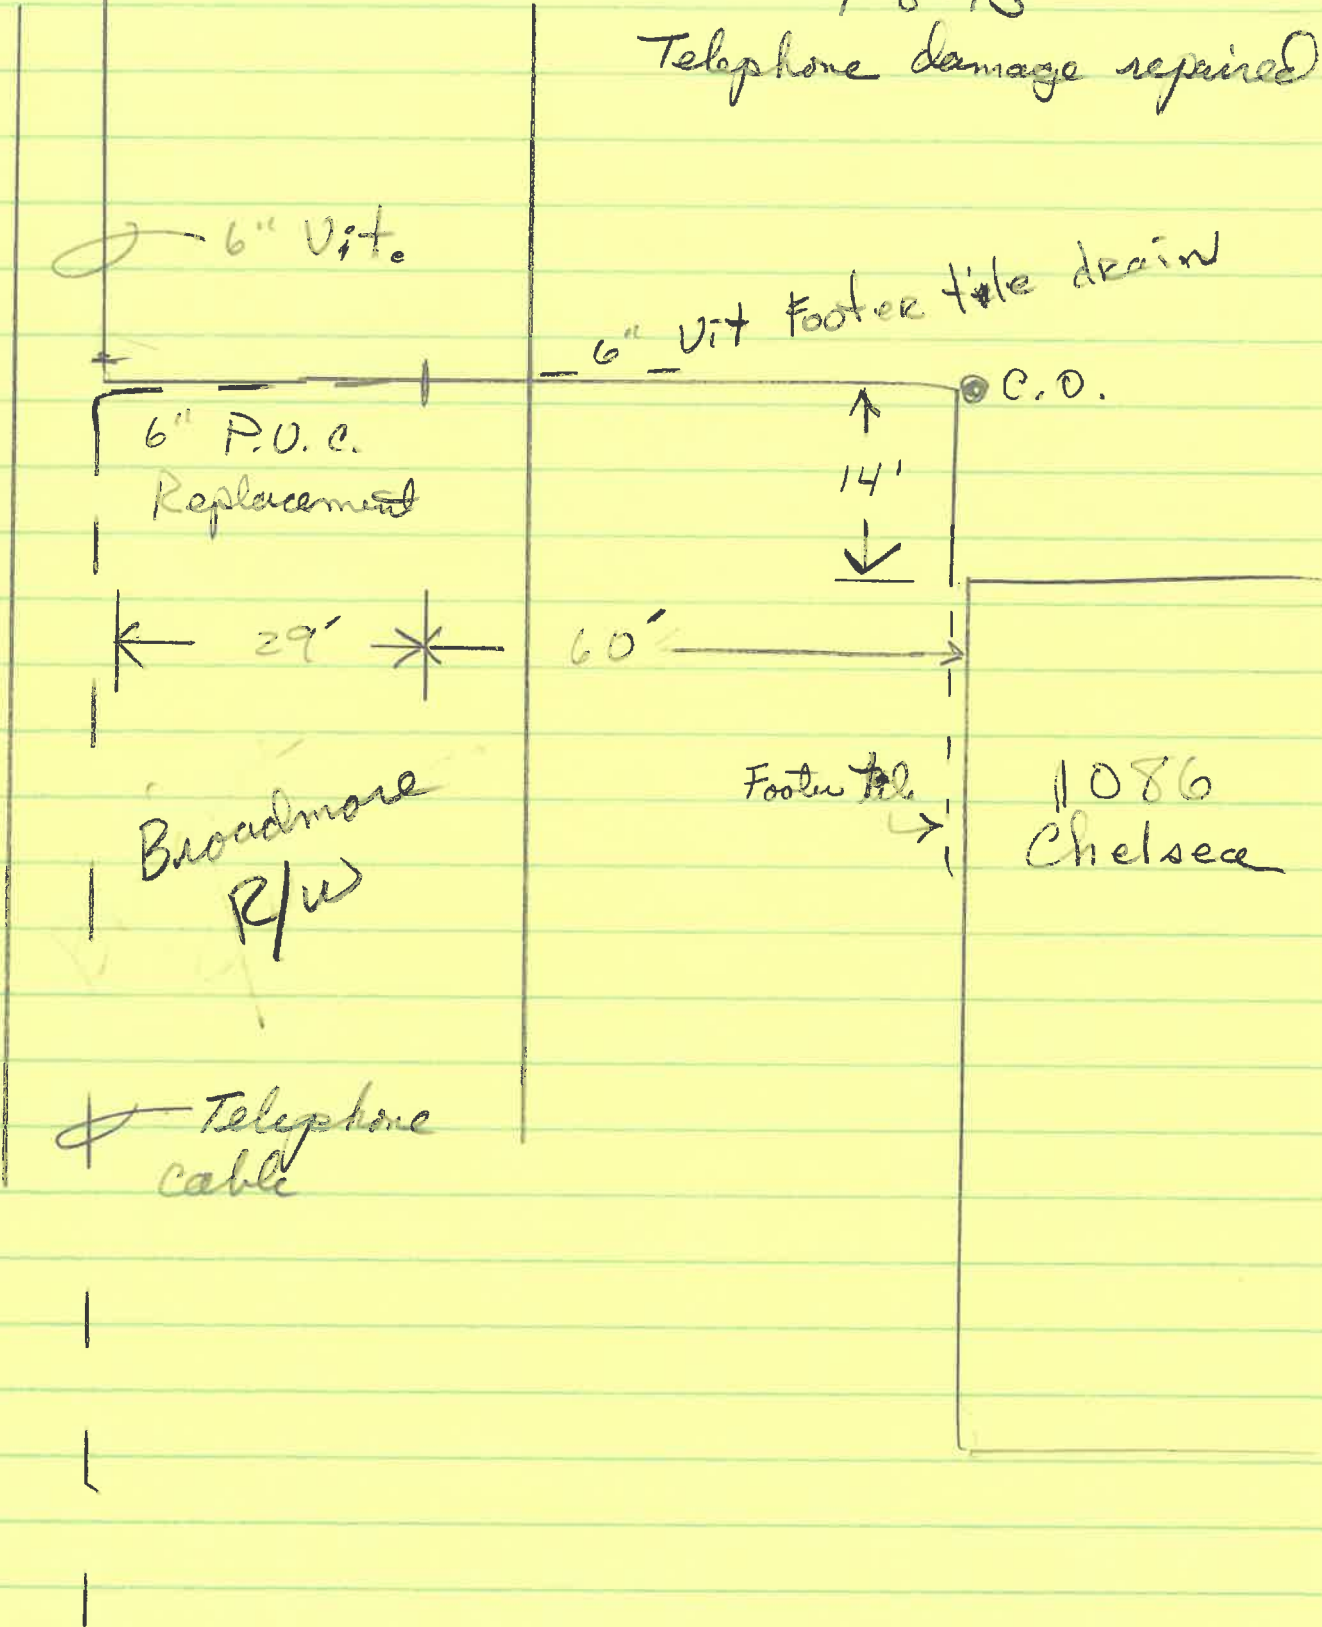 Telephone damage repaired
6" Vit.
6" Vit Footer tile drain
C.O.
6" P.V.C.
Replacement
14'
29'
60'
Footer tile
1086
Chelsea
Broadmore
R/W
Telephone
cable